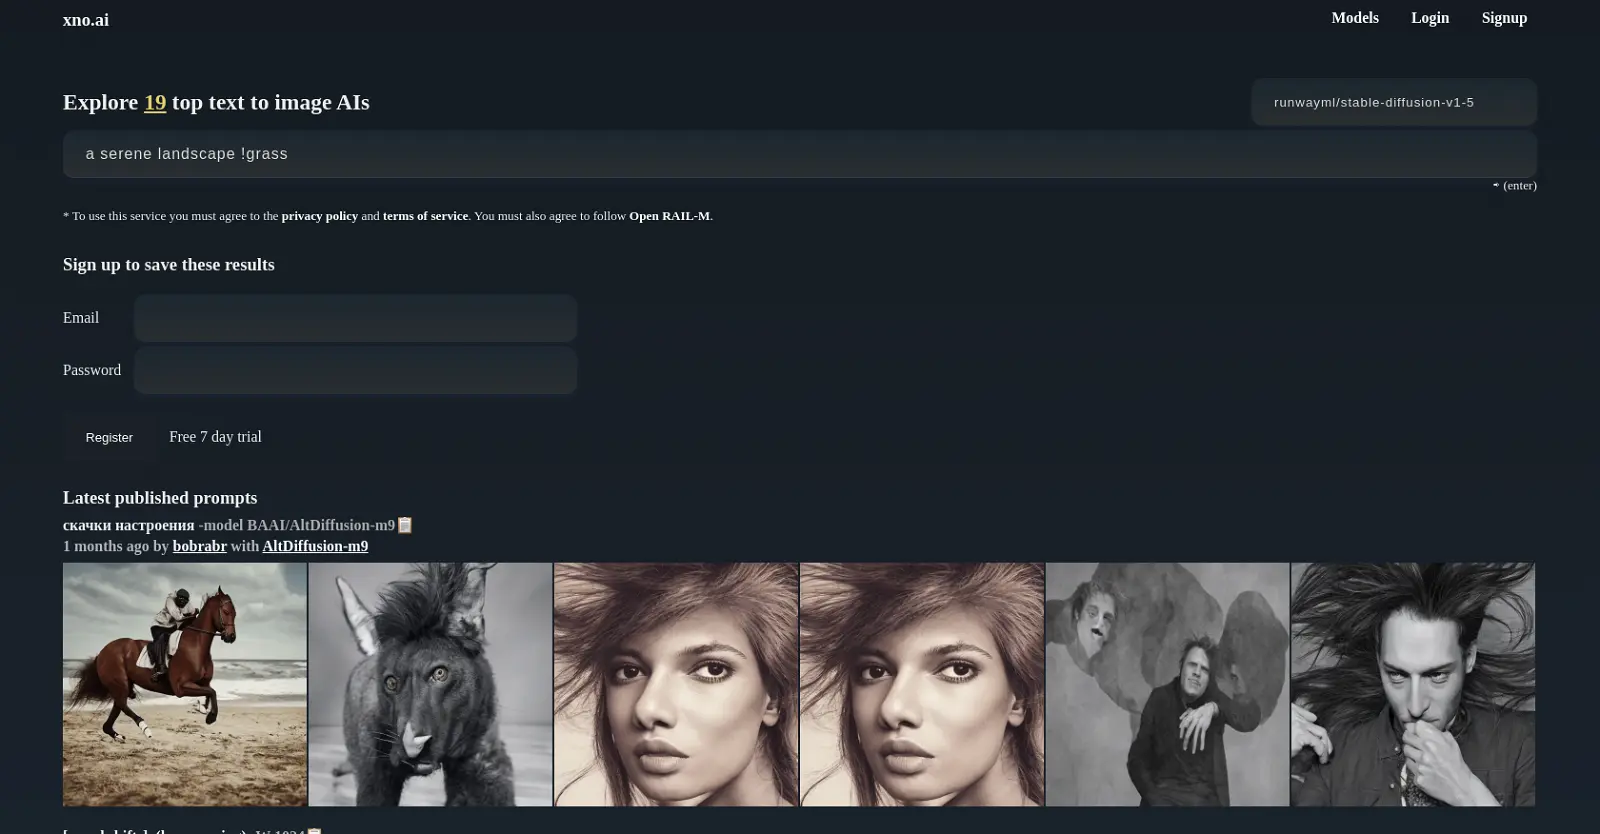 xno.ai
Models Login Signup
Explore 19 top text to image AIs
runwayml/stable-diffusion-v1-5
a serene landscape !grass
(enter)
* To use this service you must agree to the privacy policy and terms of service. You must also agree to follow Open RAIL-M.
Sign up to save these results
Email
Password
Register Free 7 day trial
Latest published prompts
скачки настроения -model BAAI/AltDiffusion-m9
1 months ago by bobrabr with AltDiffusion-m9